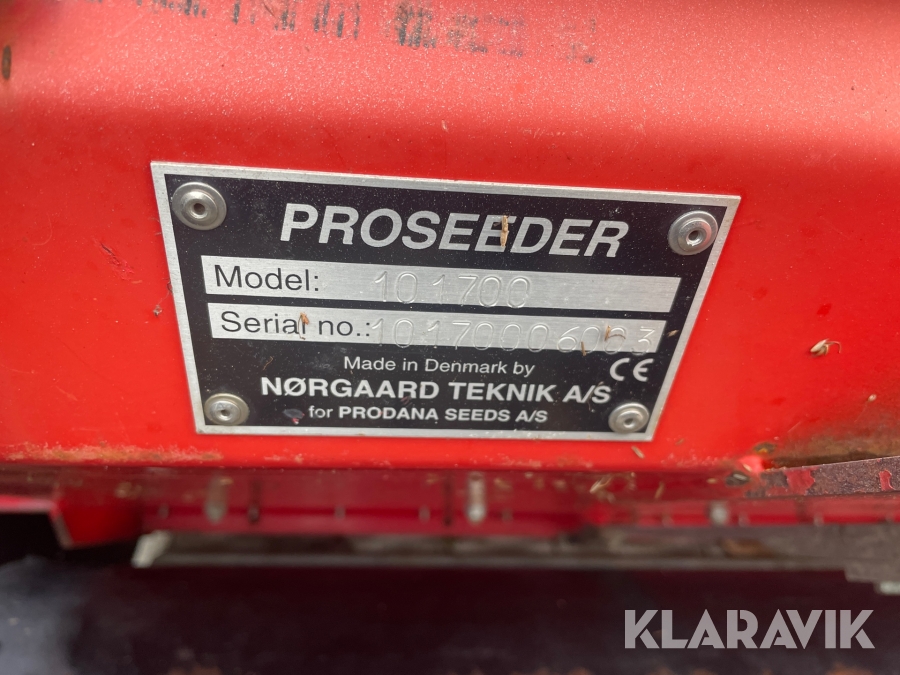 PROSEEDER
Model: 101700
Serial no.:
Made in Denmark by
CE
NØRGAARD TEKNIK A/S
for PRODANA SEEDS A/S
KLARAVIK